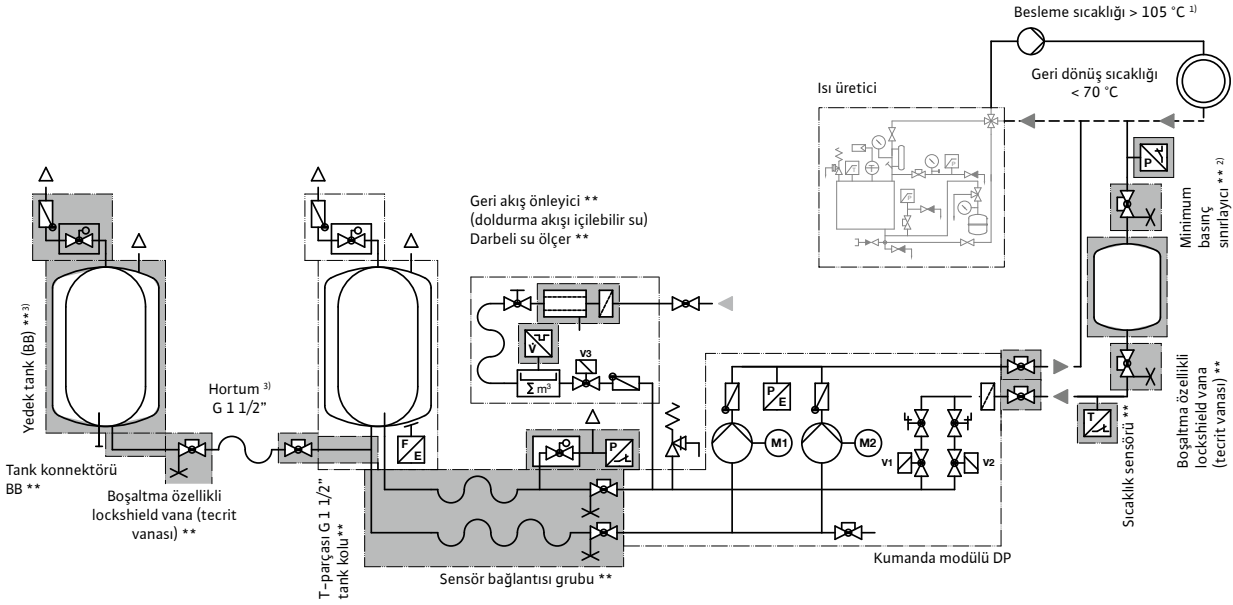 Besleme sıcaklığı > 105 °C 1)
Geri dönüş sıcaklığı
< 70 °C
Isı üretici
Minimum
basınç
sınırlayıcı ** 2)
P
Geri akış önleyici **
(doldurma akışı içilebilir su)
Darbeli su ölçer **
V̇
V3
Σ m³
Yedek tank (BB) ** 3)
Hortum 3)
G 1 1/2”
F
E
P
P
E
M1
M2
V1
V2
T
Sıcaklık sensörü **
Boşaltma özellikli
lockshield vana
(tecrit vanası) **
Tank konnektörü
BB **
Boşaltma özellikli
lockshield vana (tecrit
vanası) **
T-parçası G 1 1/2”
tank kolu**
Sensör bağlantısı grubu **
Kumanda modülü DP